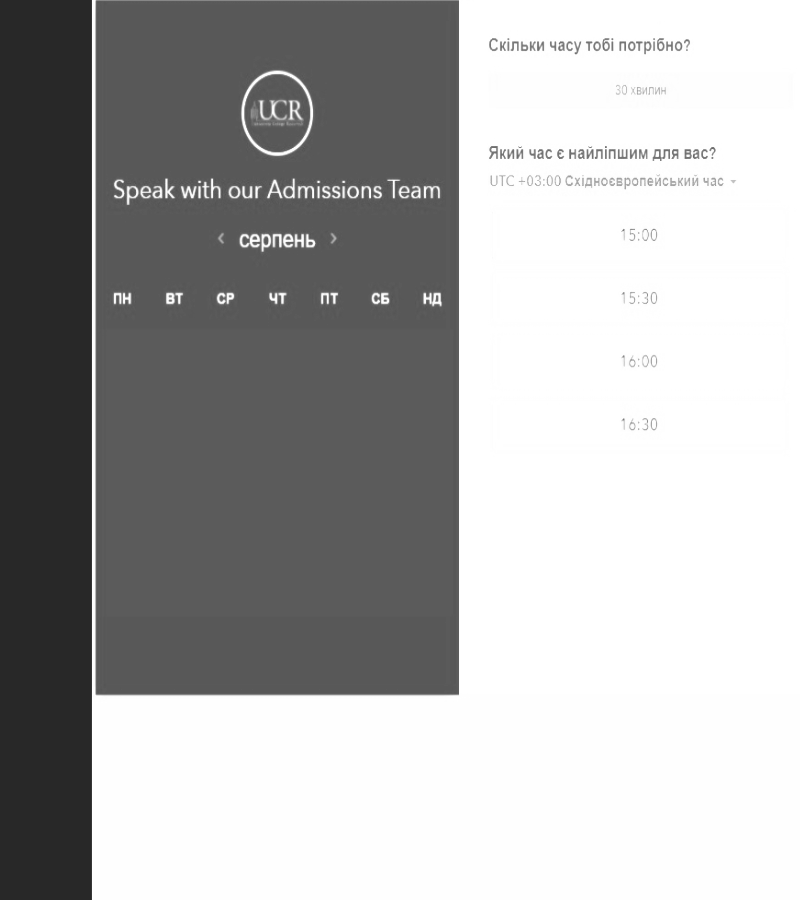 UCR
Speak with our Admissions Team
‹ серпень ›
ПН ВТ СР ЧТ ПТ СБ НД
Скільки часу тобі потрібно?
30 хвилин
Який час є найліпшим для вас?
UTC +03:00 Східноєвропейський час
15:00
15:30
16:00
16:30